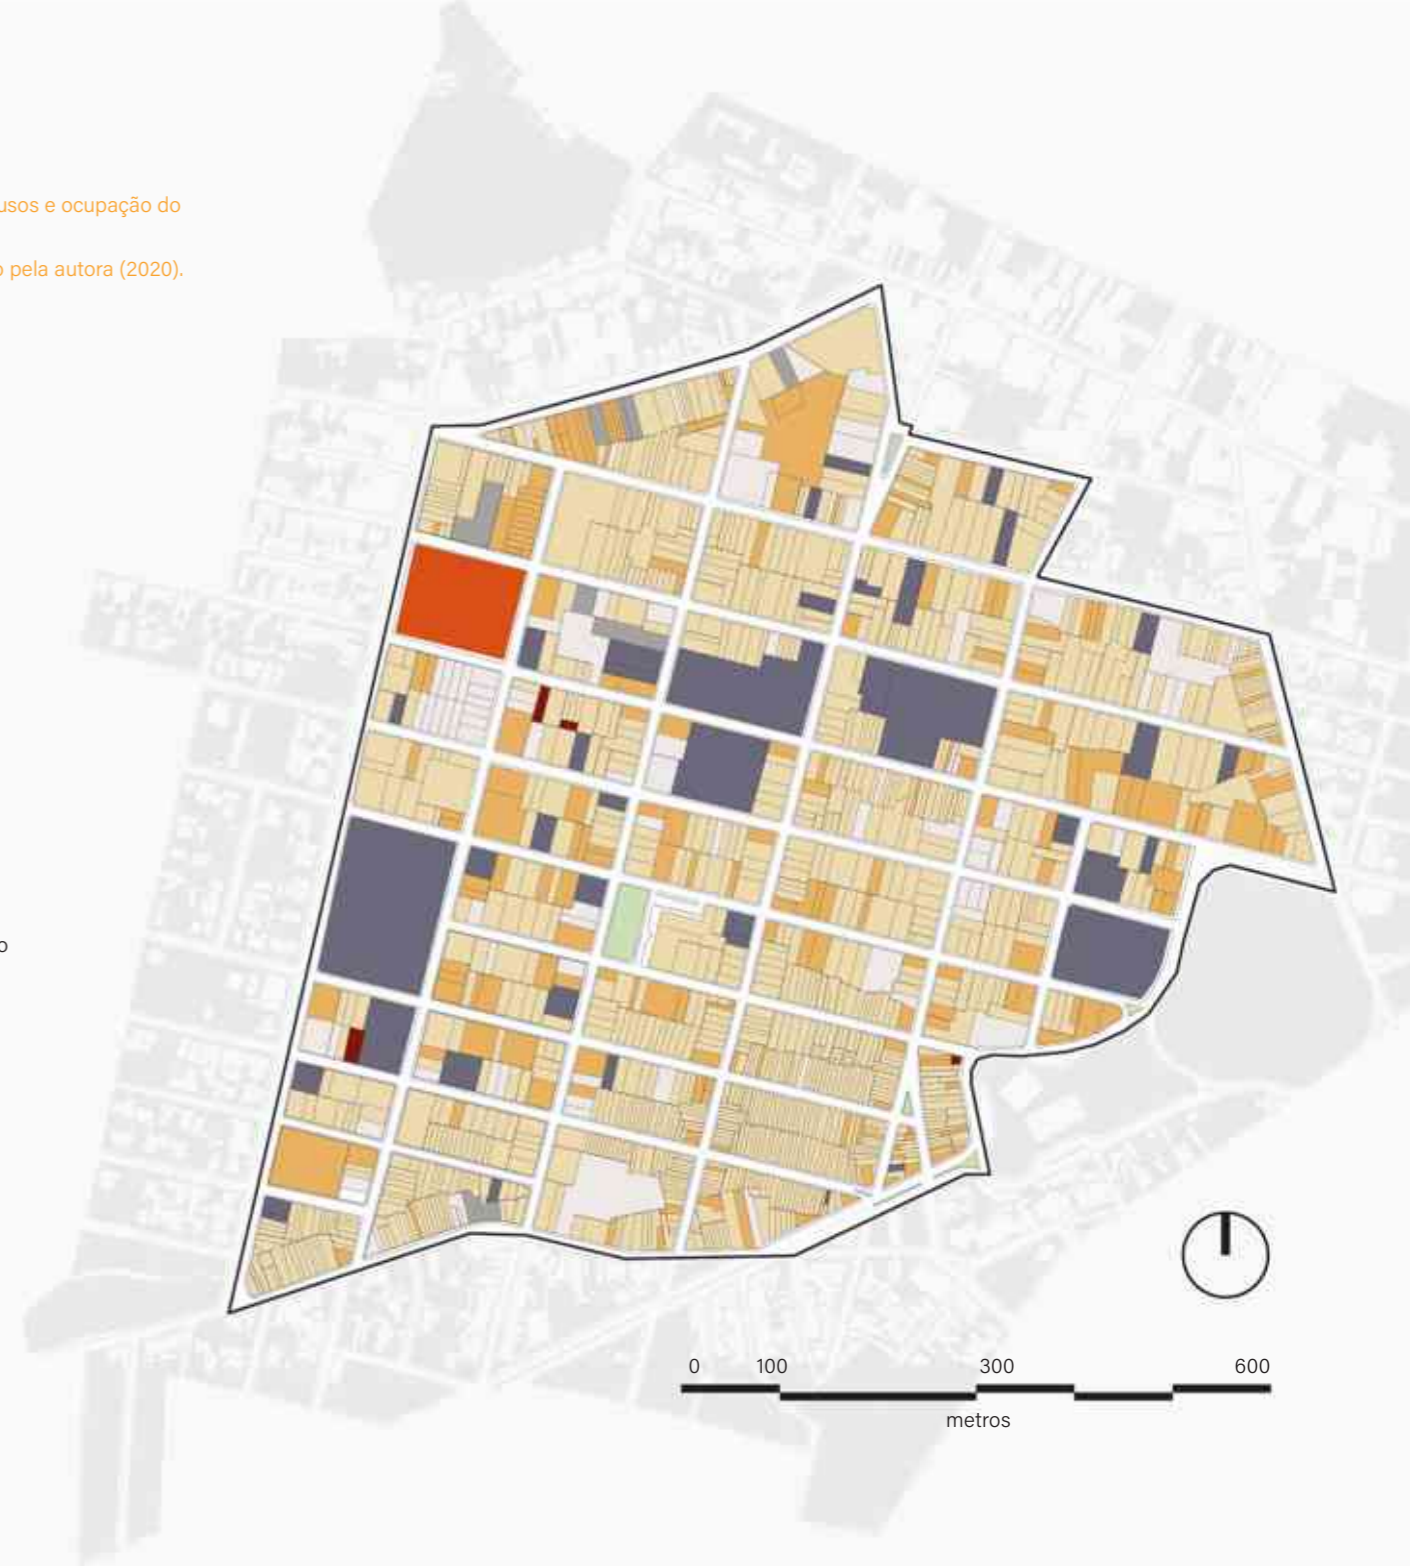 usos e ocupação do
o pela autora (2020).
o
0 100 300 600
metros